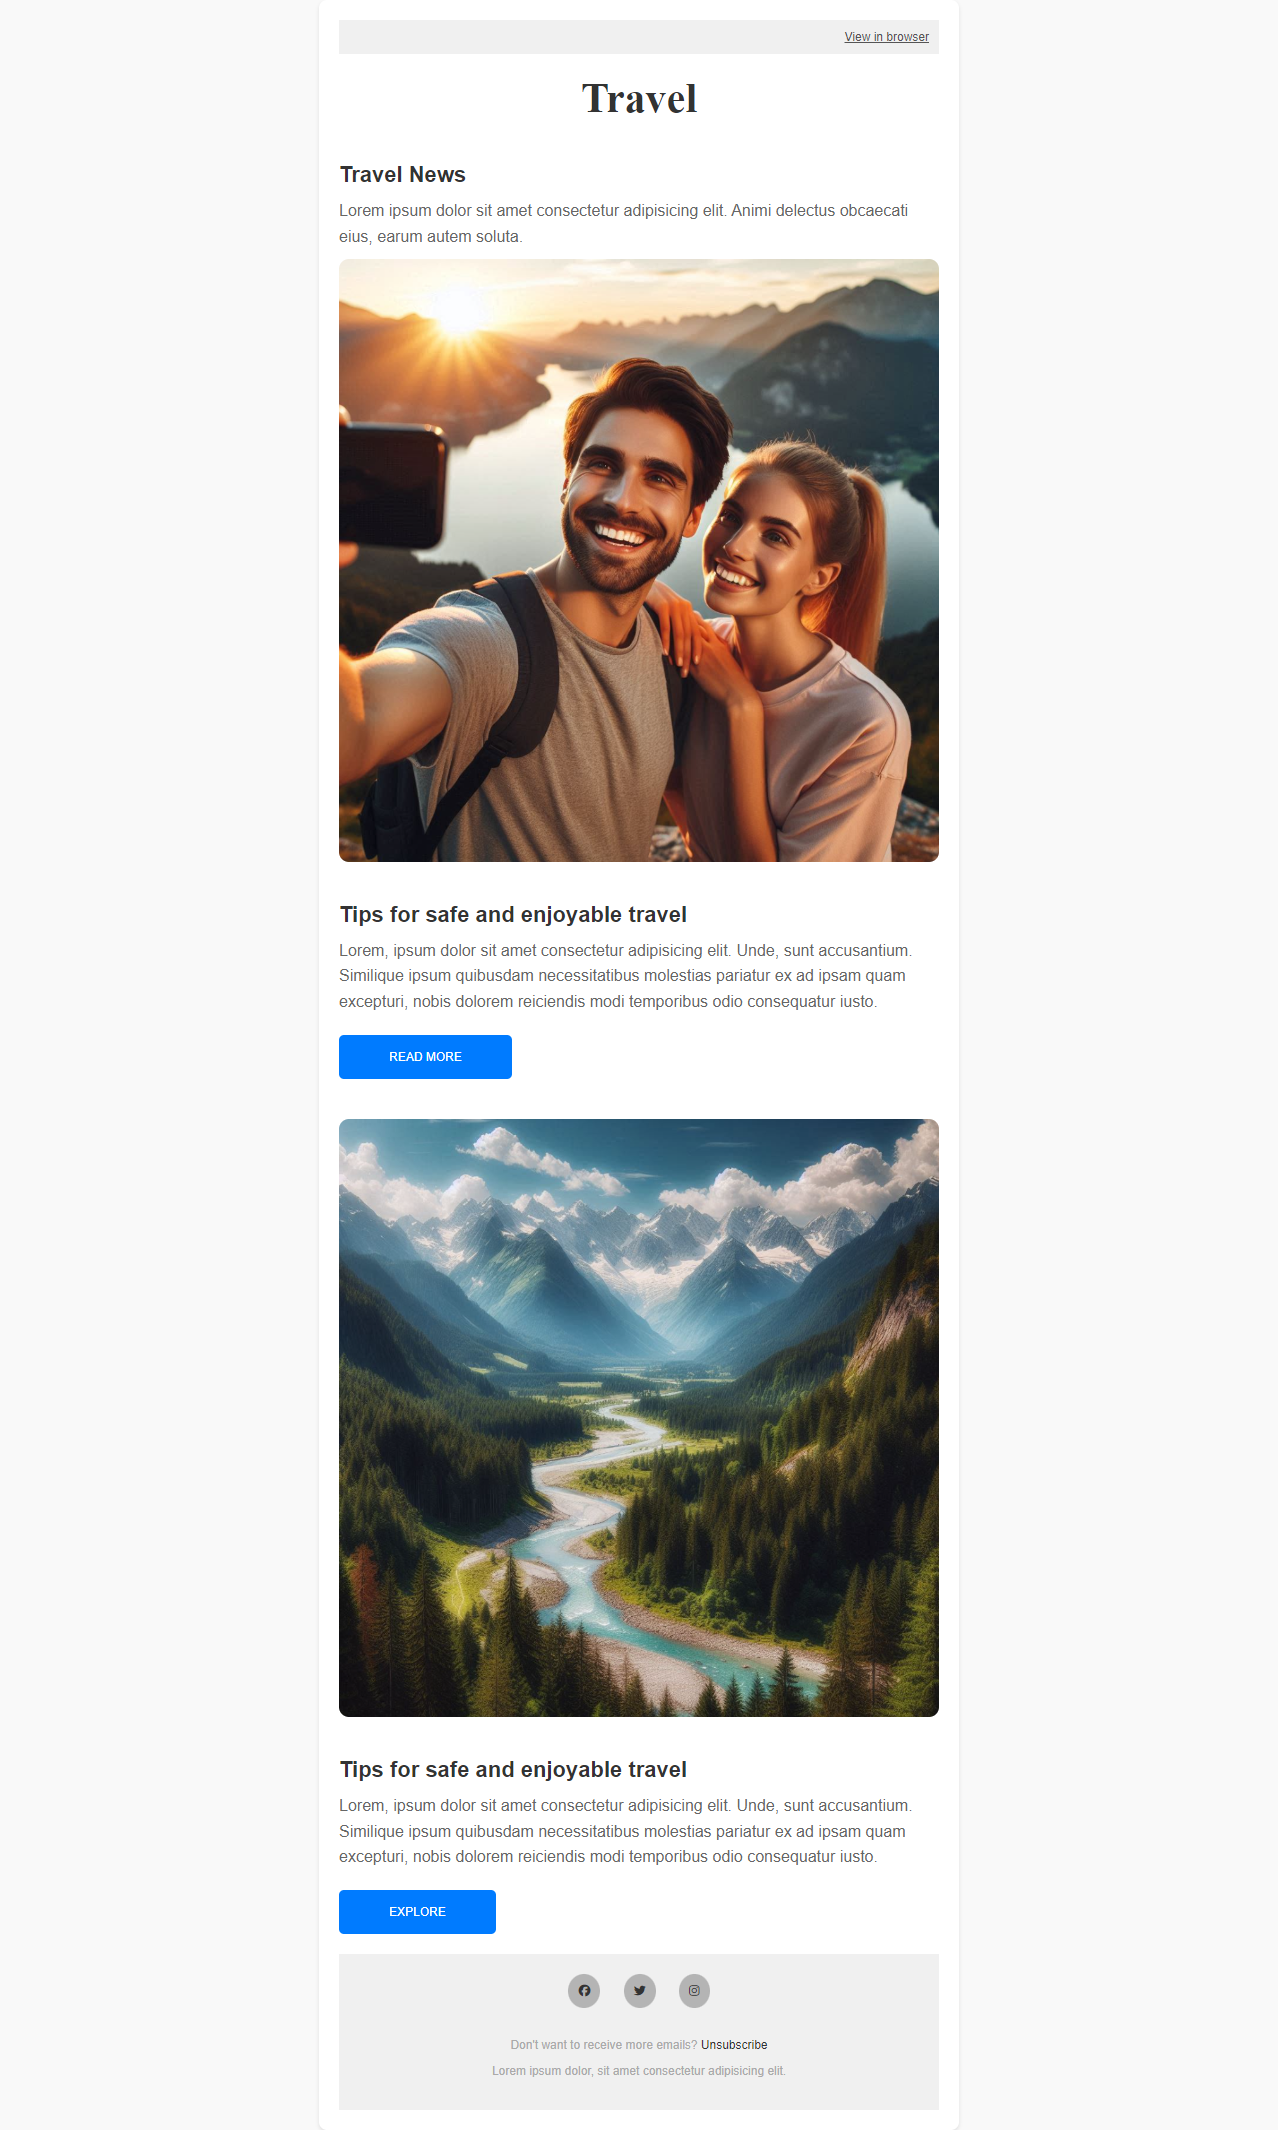 View in browser
Travel
Travel News
Lorem ipsum dolor sit amet consectetur adipisicing elit. Animi delectus obcaecati
eius, earum autem soluta.
Tips for safe and enjoyable travel
Lorem, ipsum dolor sit amet consectetur adipisicing elit. Unde, sunt accusantium.
Similique ipsum quibusdam necessitatibus molestias pariatur ex ad ipsam quam
excepturi, nobis dolorem reiciendis modi temporibus odio consequatur iusto.
READ MORE
Tips for safe and enjoyable travel
Lorem, ipsum dolor sit amet consectetur adipisicing elit. Unde, sunt accusantium.
Similique ipsum quibusdam necessitatibus molestias pariatur ex ad ipsam quam
excepturi, nobis dolorem reiciendis modi temporibus odio consequatur iusto.
EXPLORE
Don't want to receive more emails? Unsubscribe
Lorem ipsum dolor, sit amet consectetur adipisicing elit.